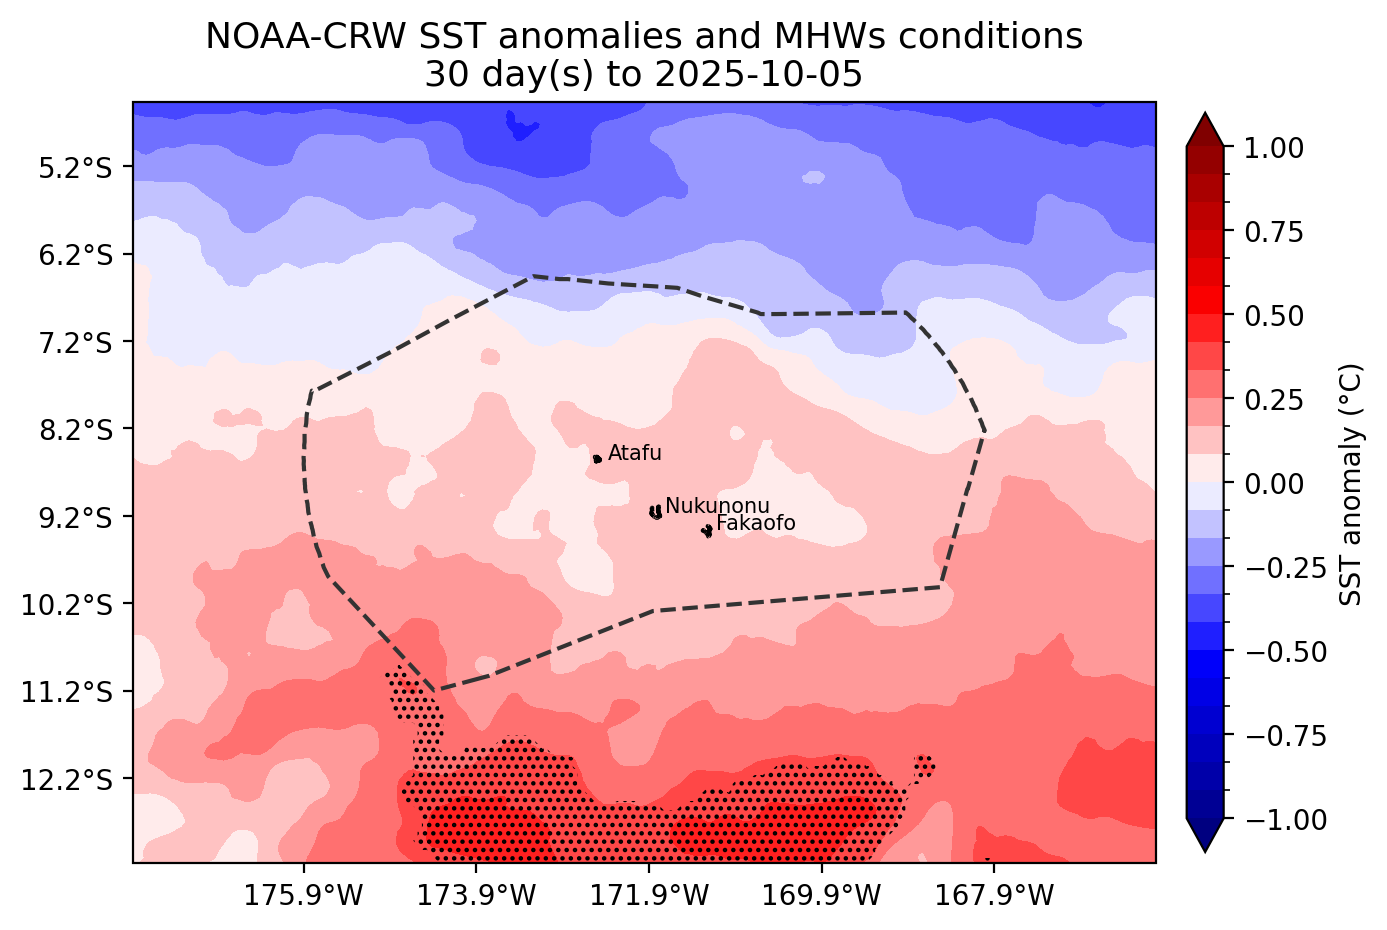 NOAA-CRW SST anomalies and MHWs conditions
30 day(s) to 2025-10-05
5.2°S
6.2°S
7.2°S
8.2°S
9.2°S
10.2°S
11.2°S
12.2°S
Atafu
Nukunonu
Fakaofo
175.9°W
173.9°W
171.9°W
169.9°W
167.9°W
1.00
0.75
0.50
0.25
0.00
−0.25
−0.50
−0.75
−1.00
SST anomaly (°C)